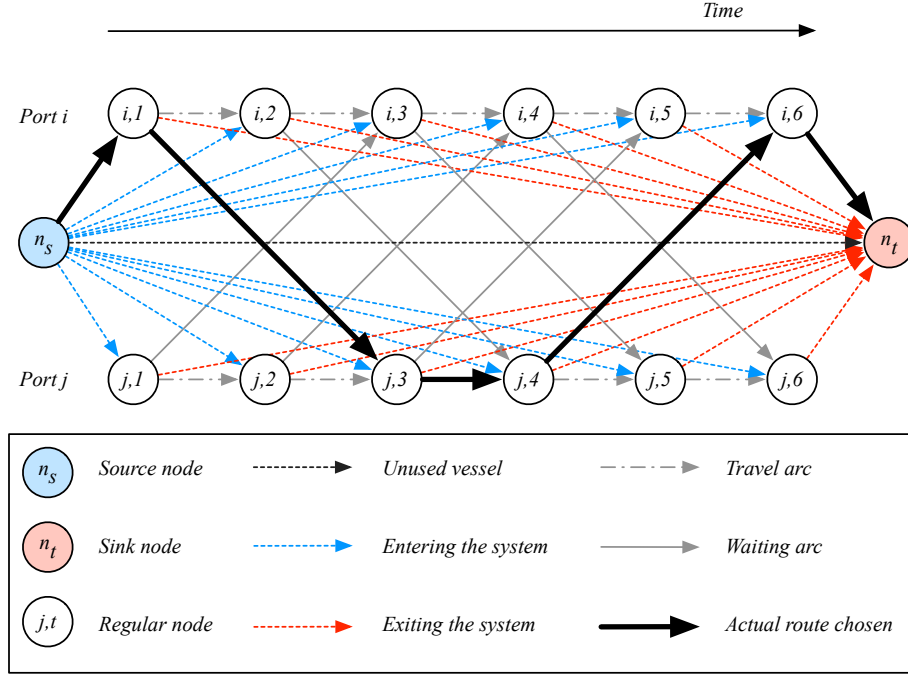 Time
Port i
i,1 i,2 i,3 i,4 i,5 i,6
n_s n_t
Port j
j,1 j,2 j,3 j,4 j,5 j,6
n_s Source node Unused vessel Travel arc
n_t Sink node Entering the system Waiting arc
j,t Regular node Exiting the system Actual route chosen